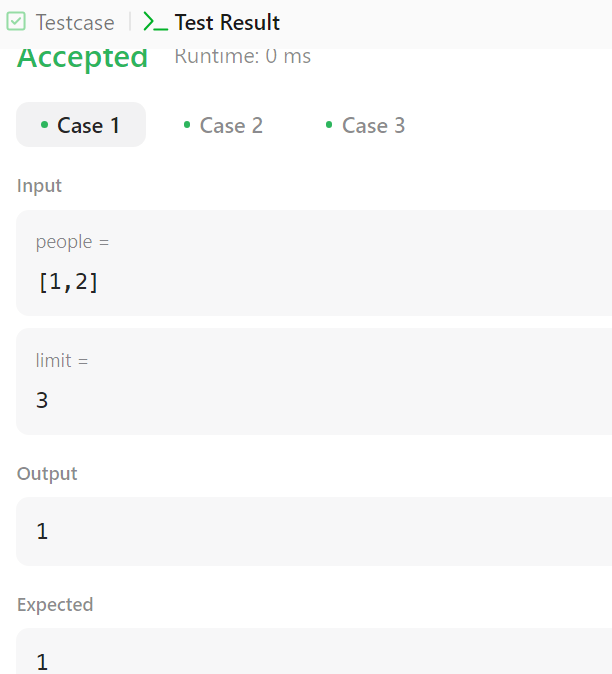 Testcase
Test Result
Accepted Runtime: 0 ms
Case 1 Case 2 Case 3
Input
people =
[1,2]
limit =
3
Output
1
Expected
1